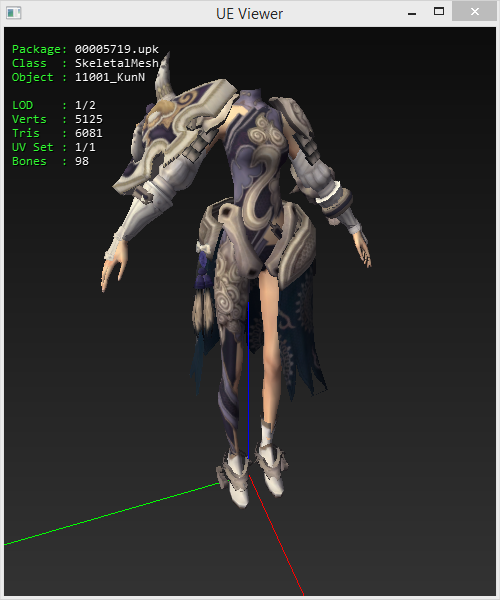 UE Viewer
Package: 00005719.upk
Class  : SkeletalMesh
Object : 11001_KunN
LOD    : 1/2
Verts  : 5125
Tris   : 6081
UV Set : 1/1
Bones  : 98